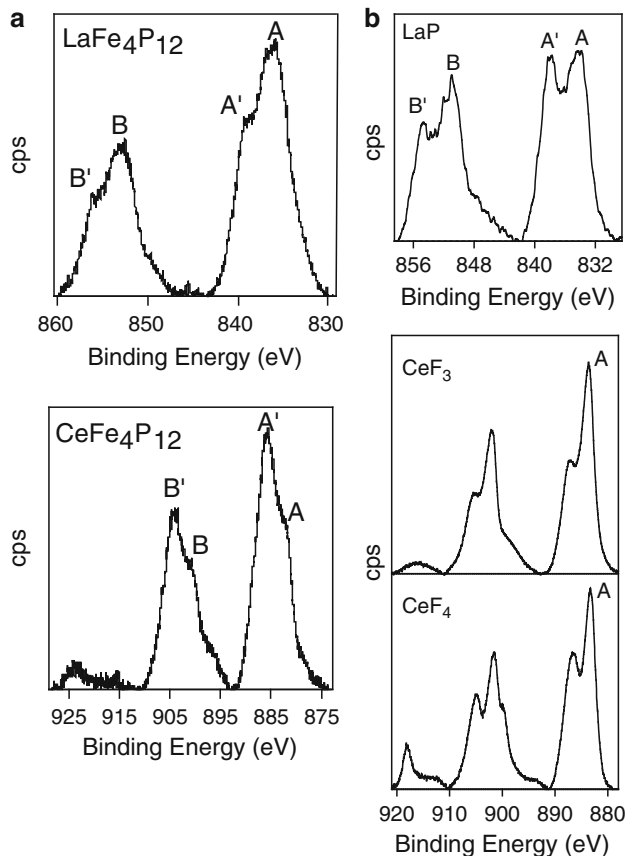 a
LaFe4P12
A
A'
B
B'
cps
860 850 840 830
Binding Energy (eV)
CeFe4P12
A'
B'
A
B
cps
925 915 905 895 885 875
Binding Energy (eV)
b
LaP
A' A
B
B'
cps
856 848 840 832
Binding Energy (eV)
CeF3
A
cps
CeF4
A
920 910 900 890 880
Binding Energy (eV)